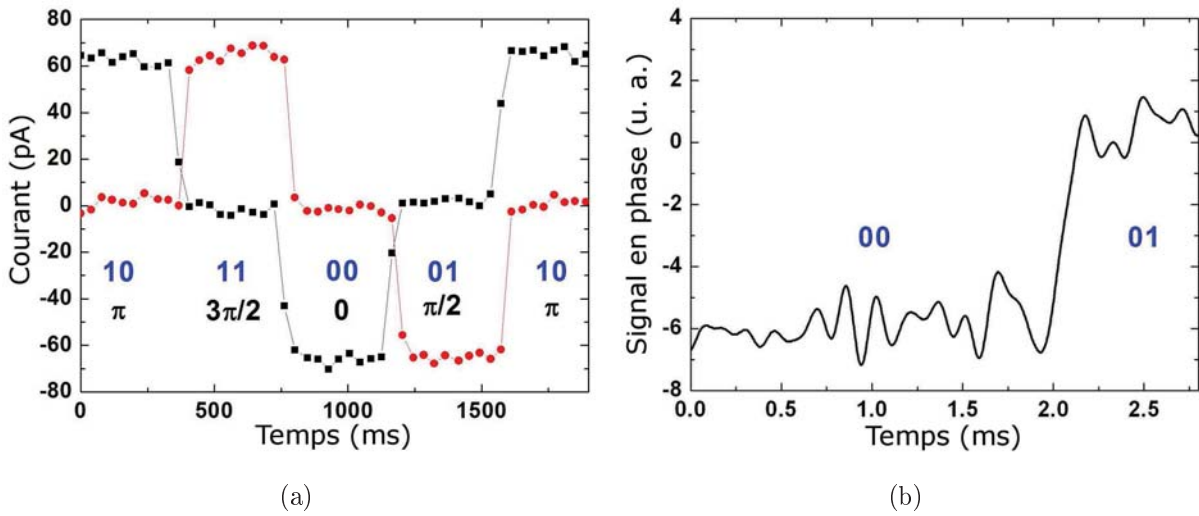 80
60
40
20
0
-20
-40
-60
-80
Courant (pA)
10 11 00 01 10
π 3π/2 0 π/2 π
0 500 1000 1500
Temps (ms)
(a)
4
2
0
-2
-4
-6
-8
Signal en phase (u. a.)
00 01
0.0 0.5 1.0 1.5 2.0 2.5
Temps (ms)
(b)